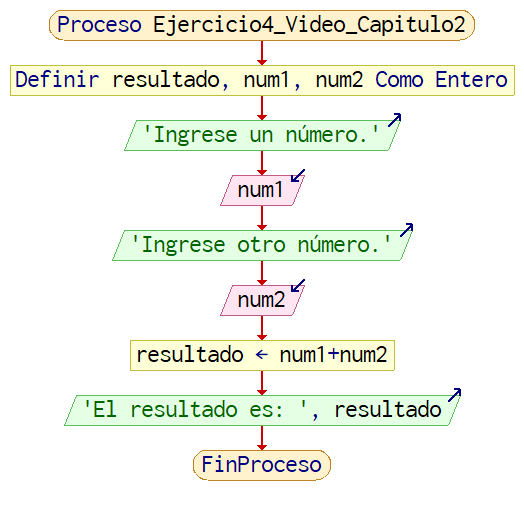 Proceso Ejercicio4_Video_Capitulo2
Definir resultado, num1, num2 Como Entero
'Ingrese un número.'
num1
'Ingrese otro número.'
num2
resultado ← num1+num2
'El resultado es: ', resultado
FinProceso